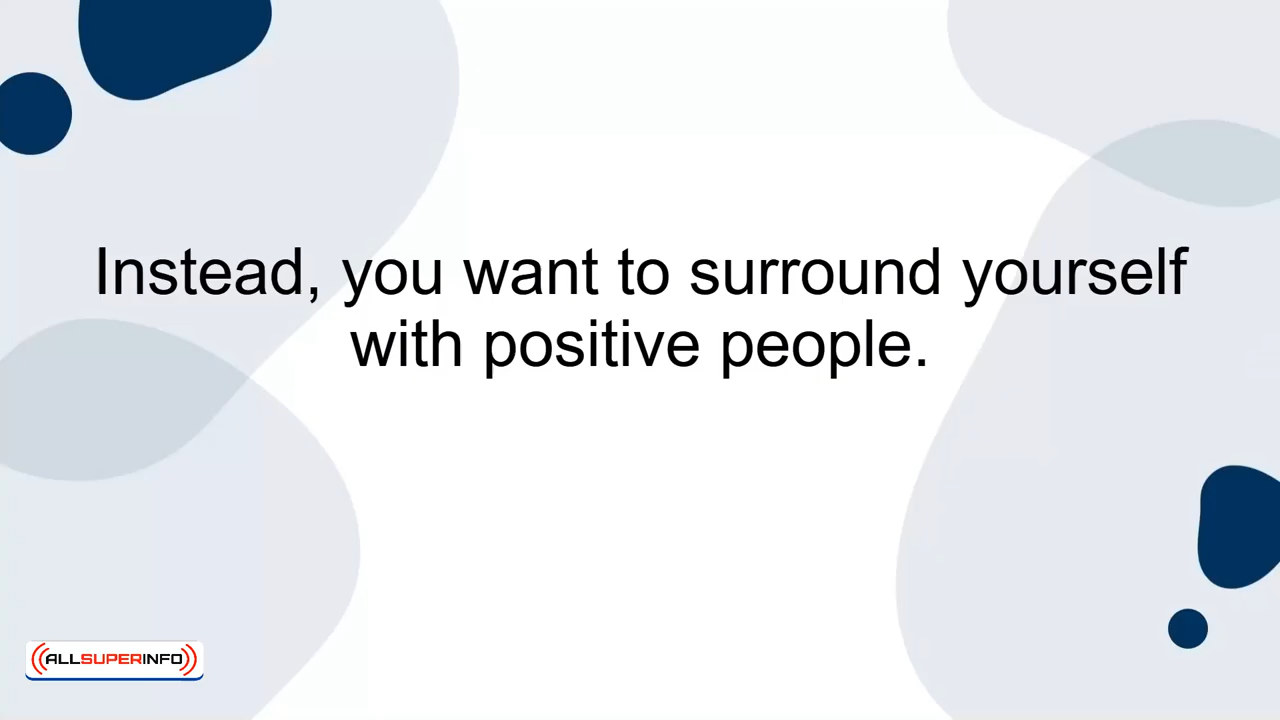 Instead, you want to surround yourself
with positive people.
ALLSUPERINFO